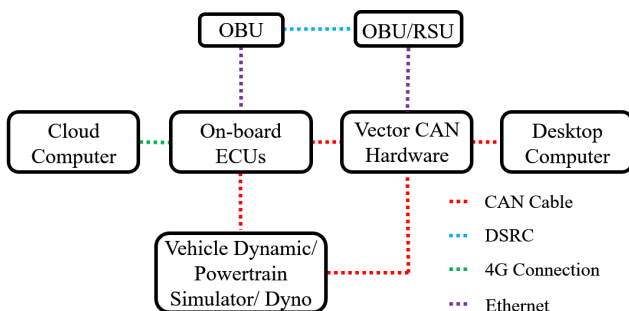 OBU
OBU/RSU
Cloud
Computer
On-board
ECUs
Vector CAN
Hardware
Desktop
Computer
Vehicle Dynamic/
Powertrain
Simulator/ Dyno
CAN Cable
DSRC
4G Connection
Ethernet